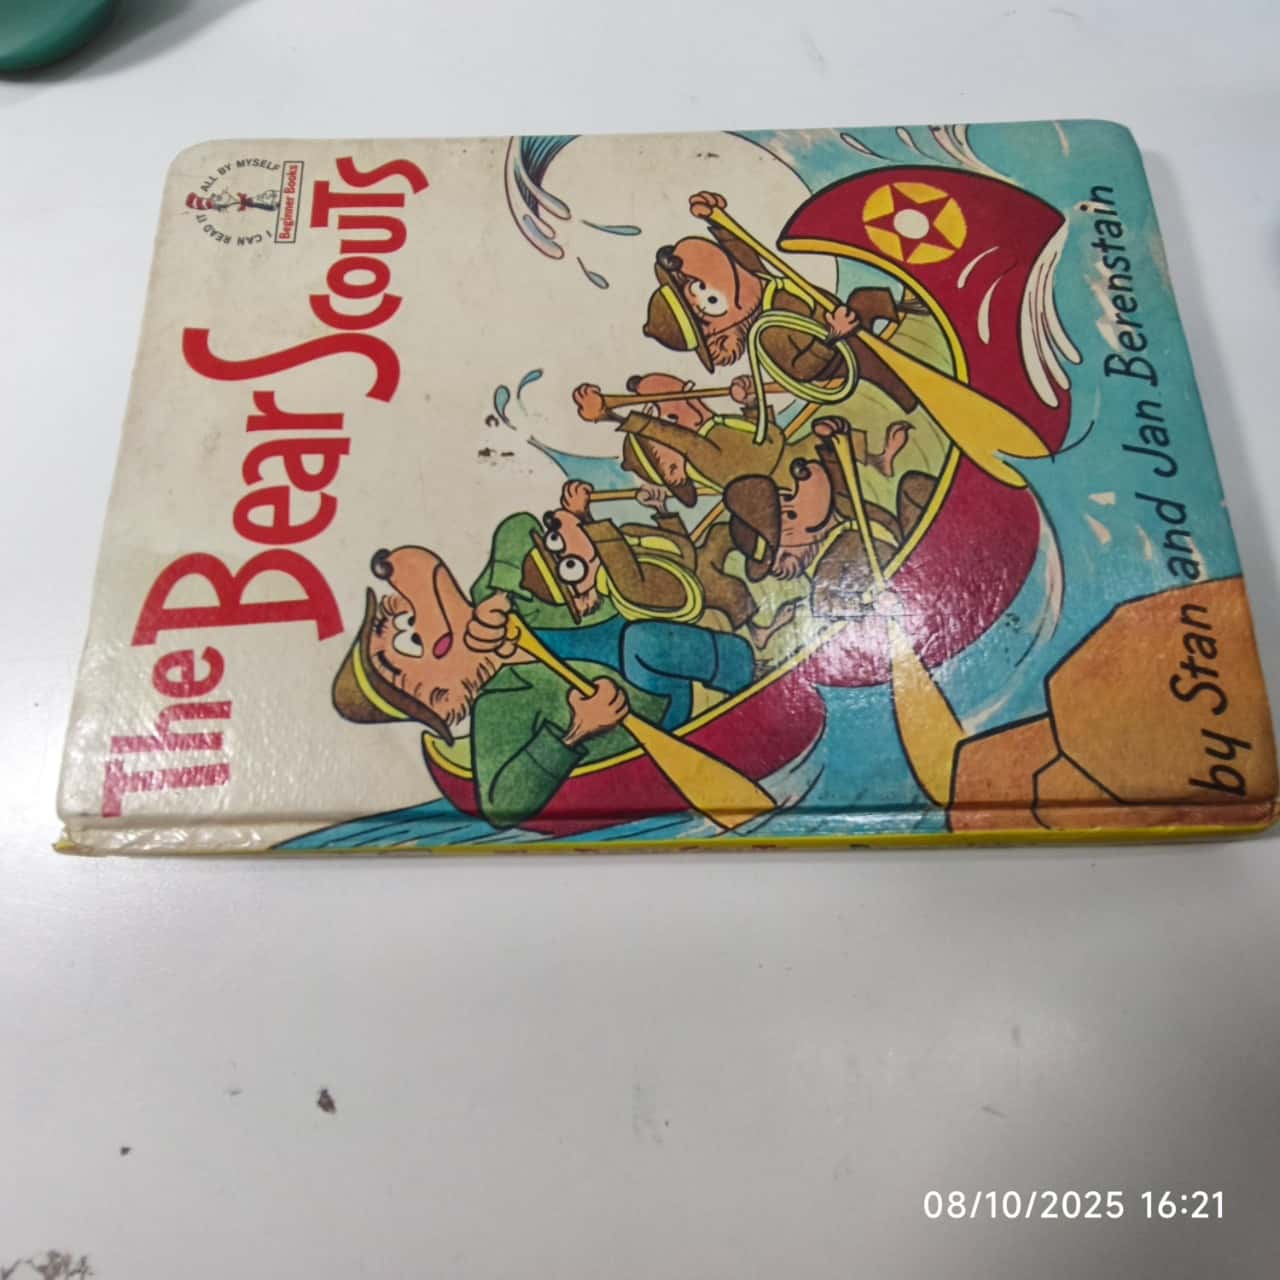 The Bear Scouts
I CAN READ IT ALL BY MYSELF
Beginner Books
by Stan and Jan Berenstain
08/10/2025 16:21